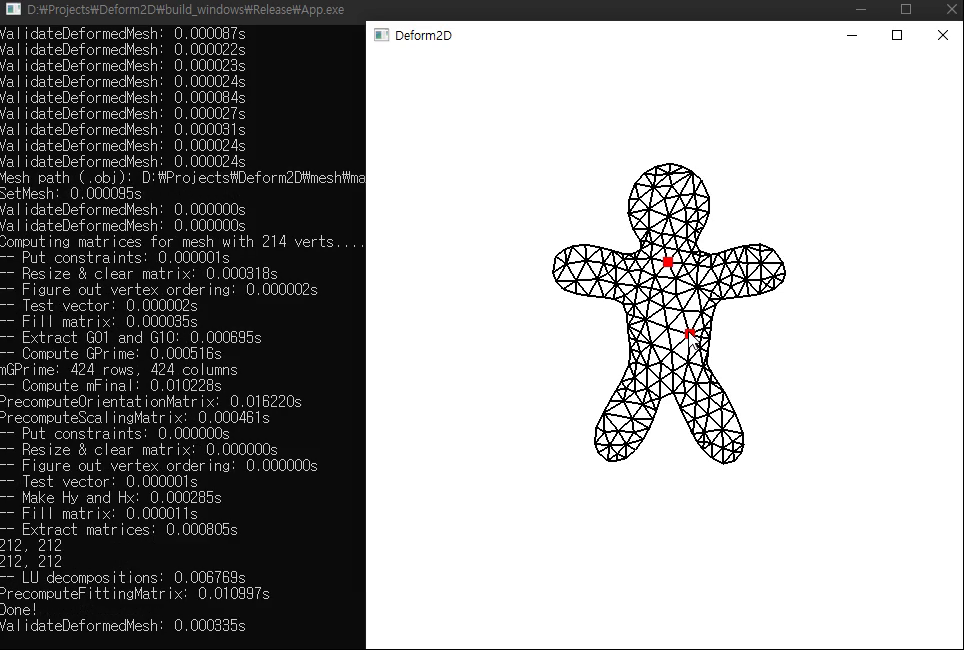 D:₩Projects₩Deform2D₩build_windows₩Release₩App.exe
ValidateDeformedMesh: 0.000087s
ValidateDeformedMesh: 0.000022s
ValidateDeformedMesh: 0.000023s
ValidateDeformedMesh: 0.000024s
ValidateDeformedMesh: 0.000084s
ValidateDeformedMesh: 0.000027s
ValidateDeformedMesh: 0.000031s
ValidateDeformedMesh: 0.000024s
ValidateDeformedMesh: 0.000024s
Mesh path (.obj): D:₩Projects₩Deform2D₩mesh₩ma
SetMesh: 0.000095s
ValidateDeformedMesh: 0.000000s
ValidateDeformedMesh: 0.000000s
Computing matrices for mesh with 214 verts....
-- Put constraints: 0.000001s
-- Resize & clear matrix: 0.000318s
-- Figure out vertex ordering: 0.000002s
-- Test vector: 0.000002s
-- Fill matrix: 0.000035s
-- Extract G01 and G10: 0.000695s
-- Compute GPrime: 0.000516s
mGPrime: 424 rows, 424 columns
-- Compute mFinal: 0.010228s
PrecomputeOrientationMatrix: 0.016220s
PrecomputeScalingMatrix: 0.000461s
-- Put constraints: 0.000000s
-- Resize & clear matrix: 0.000000s
-- Figure out vertex ordering: 0.000000s
-- Test vector: 0.000001s
-- Make Hy and Hx: 0.000285s
-- Fill matrix: 0.000011s
-- Extract matrices: 0.000805s
212, 212
212, 212
-- LU decompositions: 0.006769s
PrecomputeFittingMatrix: 0.010997s
Done!
ValidateDeformedMesh: 0.000335s
Deform2D